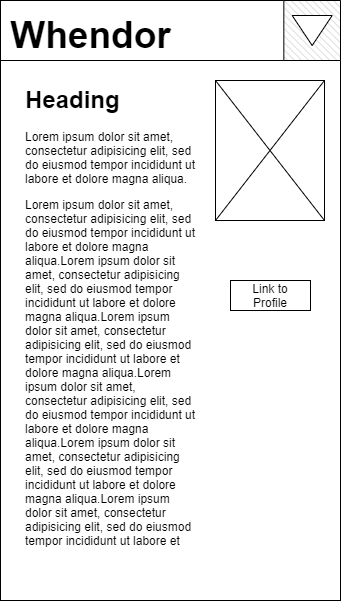 Whendor
Heading
Lorem ipsum dolor sit amet,
consectetur adipisicing elit, sed
do eiusmod tempor incididunt ut
labore et dolore magna aliqua.
Lorem ipsum dolor sit amet,
consectetur adipisicing elit, sed
do eiusmod tempor incididunt ut
labore et dolore magna
aliqua.Lorem ipsum dolor sit
amet, consectetur adipisicing
elit, sed do eiusmod tempor
incididunt ut labore et dolore
magna aliqua.Lorem ipsum
dolor sit amet, consectetur
adipisicing elit, sed do eiusmod
tempor incididunt ut labore et
dolore magna aliqua.Lorem
ipsum dolor sit amet,
consectetur adipisicing elit, sed
do eiusmod tempor incididunt ut
labore et dolore magna
aliqua.Lorem ipsum dolor sit
amet, consectetur adipisicing
elit, sed do eiusmod tempor
incididunt ut labore et dolore
magna aliqua.Lorem ipsum
dolor sit amet, consectetur
adipisicing elit, sed do eiusmod
tempor incididunt ut labore et
Link to
Profile